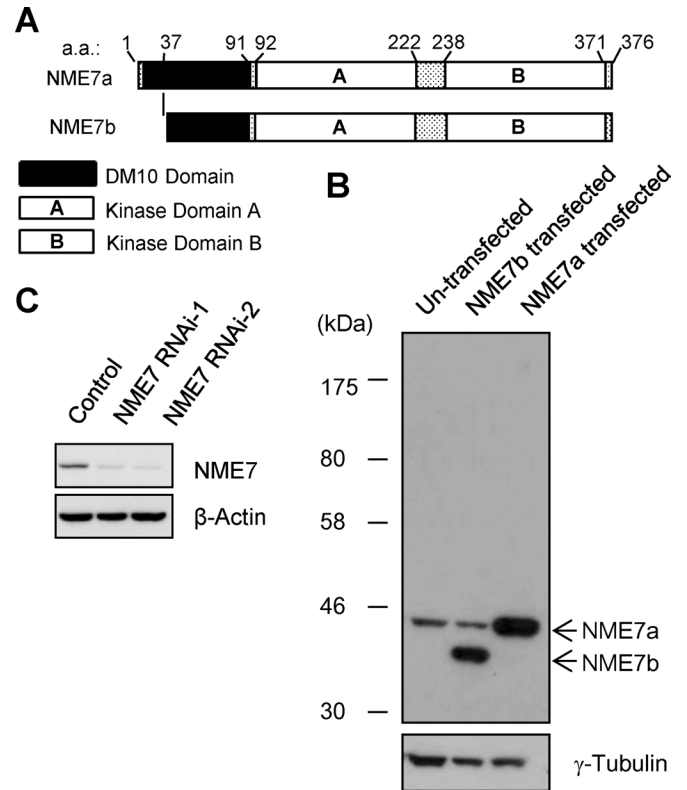 A
a.a.: 1 37 91 92 222 238 371 376
NME7a A B
NME7b A B
DM10 Domain
A Kinase Domain A
B Kinase Domain B
B
Un-transfected
NME7b transfected
NME7a transfected
(kDa)
175
80
58
46
30
NME7a
NME7b
γ-Tubulin
C
Control
NME7 RNAi-1
NME7 RNAi-2
NME7
β-Actin